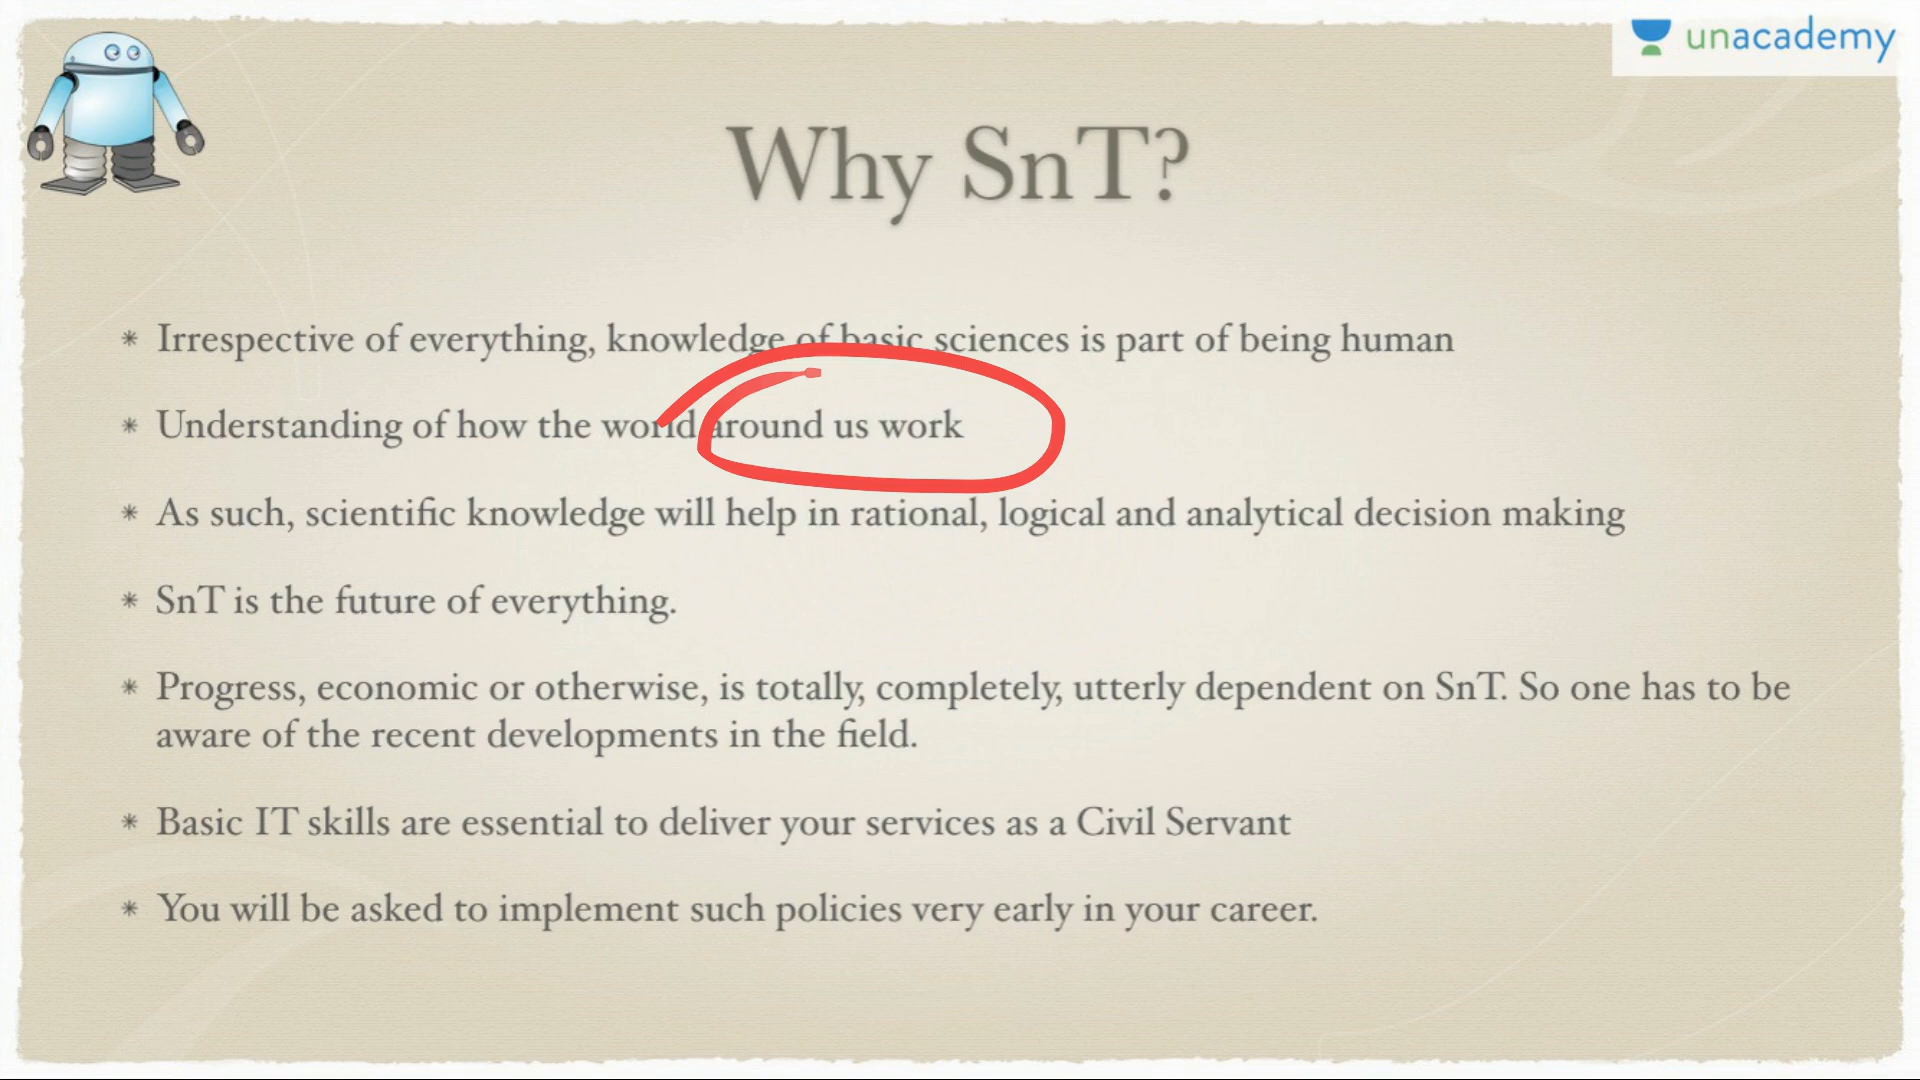 unacademy
Why SnT?
* Irrespective of everything, knowledge of basic sciences is part of being human
* Understanding of how the world around us work
* As such, scientific knowledge will help in rational, logical and analytical decision making
* SnT is the future of everything.
* Progress, economic or otherwise, is totally, completely, utterly dependent on SnT. So one has to be
aware of the recent developments in the field.
* Basic IT skills are essential to deliver your services as a Civil Servant
* You will be asked to implement such policies very early in your career.